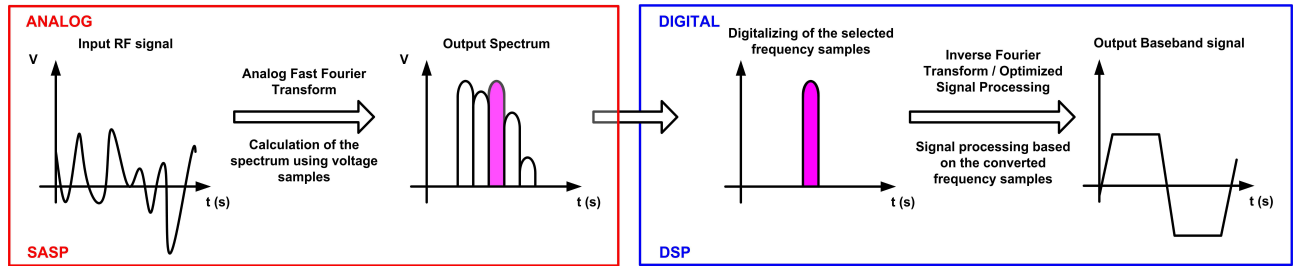 ANALOG
Input RF signal
V
t (s)
Analog Fast Fourier
Transform
Calculation of the
spectrum using voltage
samples
Output Spectrum
V
t (s)
SASP
DIGITAL
Digitalizing of the selected
frequency samples
t (s)
Inverse Fourier
Transform / Optimized
Signal Processing
Signal processing based
on the converted
frequency samples
Output Baseband signal
t (s)
DSP